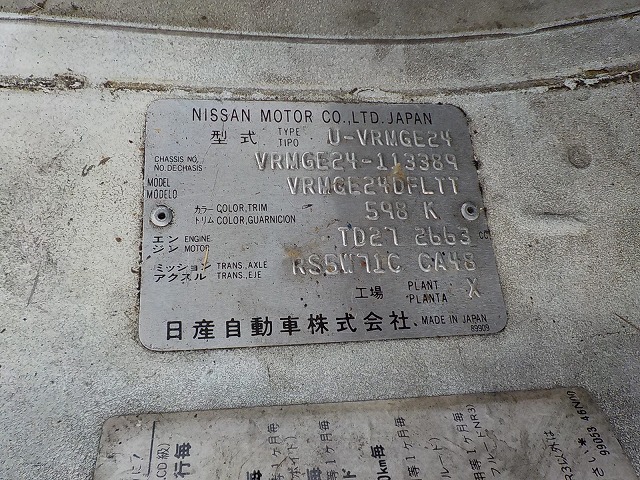 NISSAN MOTOR CO.,LTD.JAPAN
型式 TYPE TIPO U-VRMGE24
CHASSIS NO. NO.DECHASIS VRMGE24-113389
MODEL MODELO VRMGE24DFLTT
カラー COLOR,TRIM トリム COLOR,GUARNICION 598 K
エンジン ENGINE MOTOR TD27 2663 CC
ミッション TRANS.,AXLE アクスル TRANS.,EJE RS5W71C CA48
工場 PLANT PLANTA X
日産自動車株式会社. MADE IN JAPAN
89909